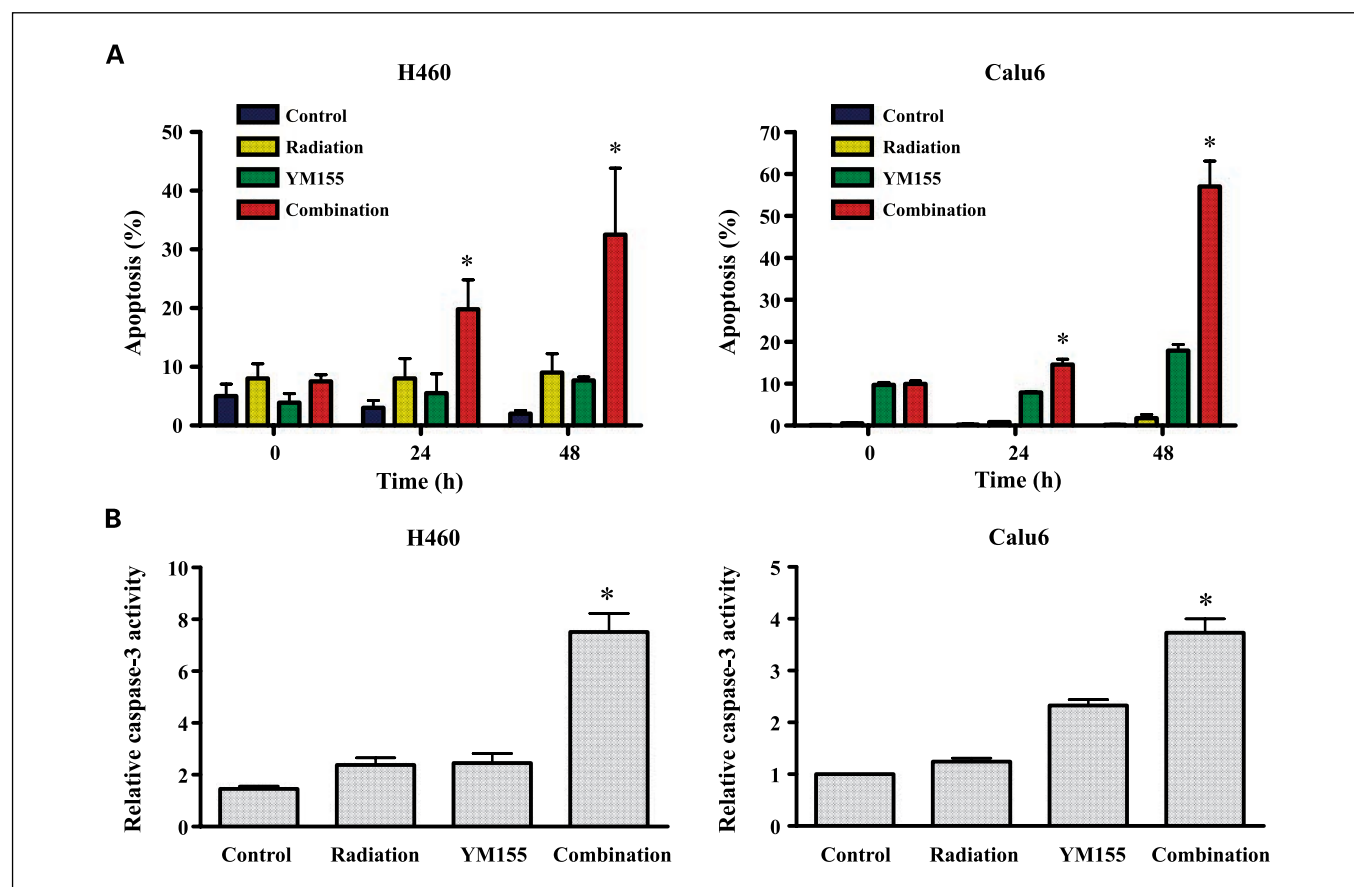 A
H460
Control
Radiation
YM155
Combination
50
40
30
20
10
0
Apoptosis (%)
*
*
0
24
48
Time (h)
Calu6
Control
Radiation
YM155
Combination
70
60
50
40
30
20
10
0
Apoptosis (%)
*
*
0
24
48
Time (h)
B
H460
10
8
6
4
2
0
Relative caspase-3 activity
*
Control
Radiation
YM155
Combination
Calu6
5
4
3
2
1
0
Relative caspase-3 activity
*
Control
Radiation
YM155
Combination